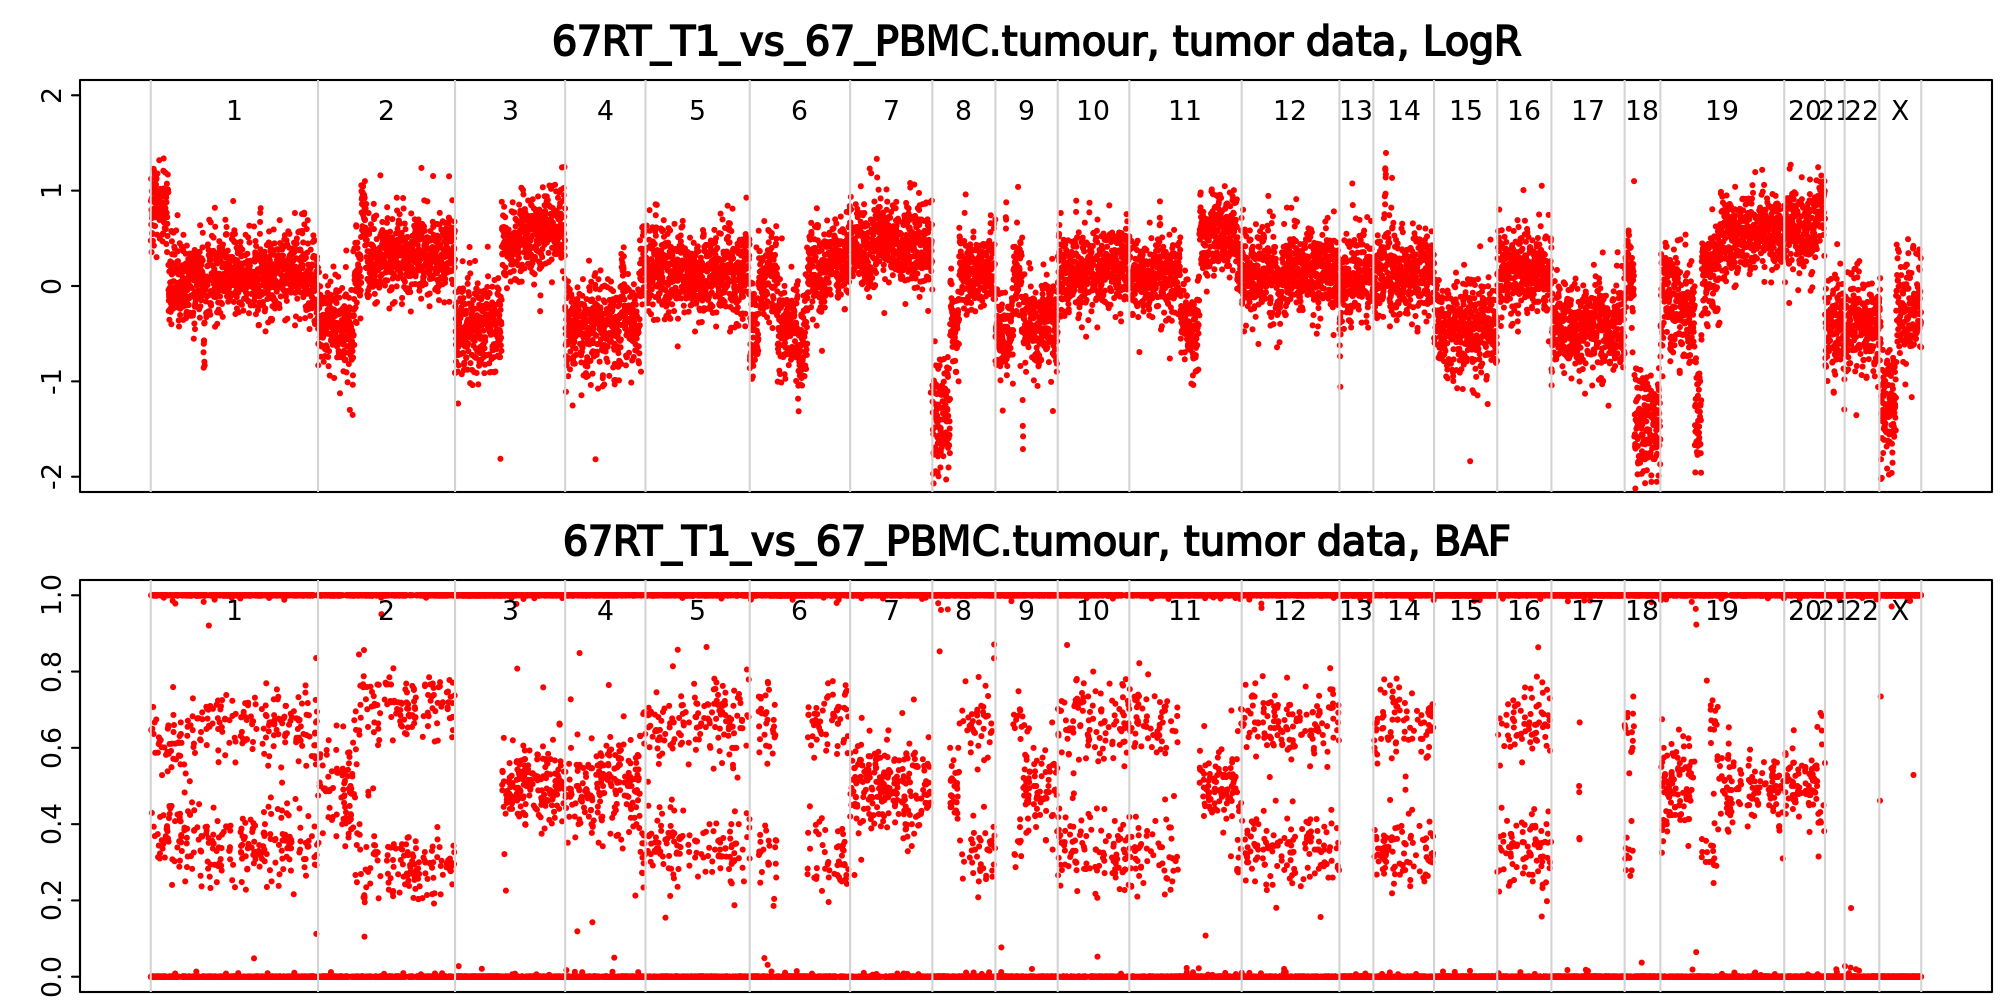 67RT_T1_vs_67_PBMC.tumour, tumor data, LogR
2
1
0
-1
-2
1 2 3 4 5 6 7 8 9 10 11 12 13 14 15 16 17 18 19 20 21 22 X
67RT_T1_vs_67_PBMC.tumour, tumor data, BAF
1.0
0.8
0.6
0.4
0.2
0.0
1 2 3 4 5 6 7 8 9 10 11 12 13 14 15 16 17 18 19 20 21 22 X